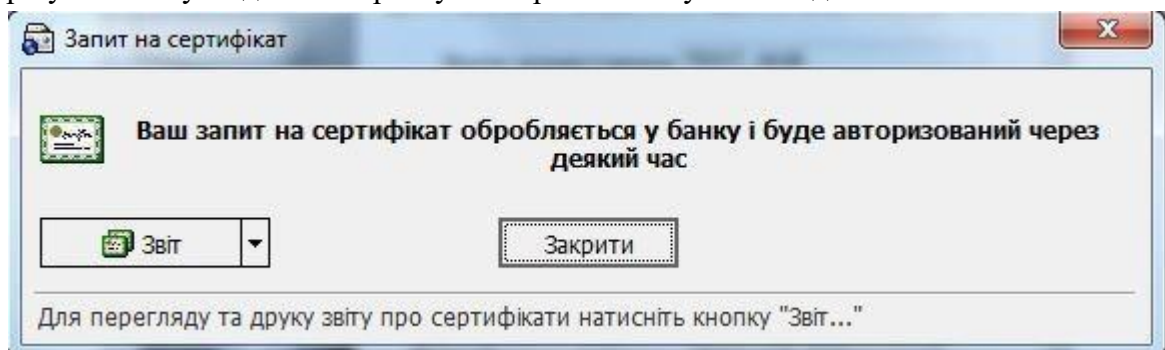 Запит на сертифікат
Ваш запит на сертифікат обробляється у банку і буде авторизований через
деякий час
Звіт
Закрити
Для перегляду та друку звіту про сертифікати натисніть кнопку "Звіт..."